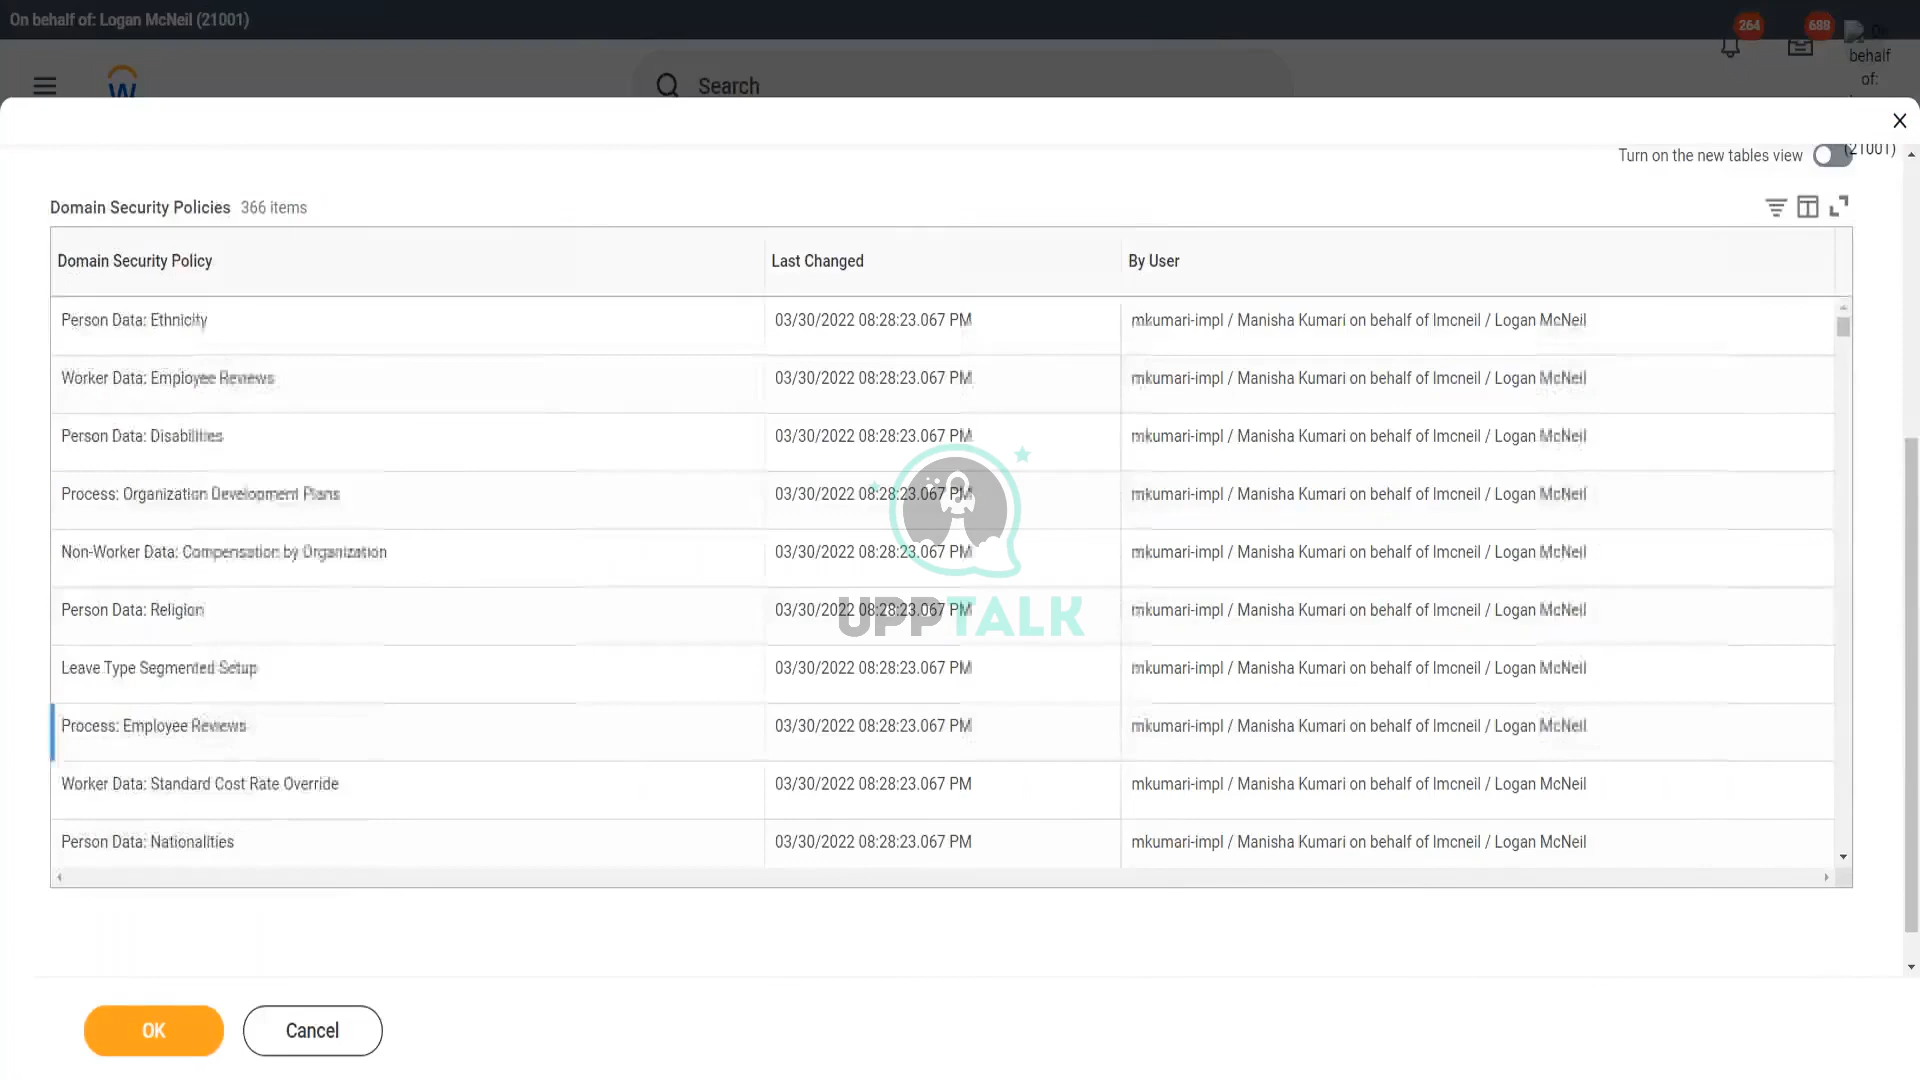 On behalf of: Logan McNeil (21001)
264
688
On
behalf
of:
Search
(21001)
Turn on the new tables view
Domain Security Policies 366 items
Domain Security Policy Last Changed By User
Person Data: Ethnicity 03/30/2022 08:28:23.067 PM mkumari-impl / Manisha Kumari on behalf of lmcneil / Logan McNeil
Worker Data: Employee Reviews 03/30/2022 08:28:23.067 PM mkumari-impl / Manisha Kumari on behalf of lmcneil / Logan McNeil
Person Data: Disabilities 03/30/2022 08:28:23.067 PM mkumari-impl / Manisha Kumari on behalf of lmcneil / Logan McNeil
Process: Organization Development Plans 03/30/2022 08:28:23.067 PM mkumari-impl / Manisha Kumari on behalf of lmcneil / Logan McNeil
Non-Worker Data: Compensation by Organization 03/30/2022 08:28:23.067 PM mkumari-impl / Manisha Kumari on behalf of lmcneil / Logan McNeil
Person Data: Religion 03/30/2022 08:28:23.067 PM mkumari-impl / Manisha Kumari on behalf of lmcneil / Logan McNeil
UPPTALK
Leave Type Segmented Setup 03/30/2022 08:28:23.067 PM mkumari-impl / Manisha Kumari on behalf of lmcneil / Logan McNeil
Process: Employee Reviews 03/30/2022 08:28:23.067 PM mkumari-impl / Manisha Kumari on behalf of lmcneil / Logan McNeil
Worker Data: Standard Cost Rate Override 03/30/2022 08:28:23.067 PM mkumari-impl / Manisha Kumari on behalf of lmcneil / Logan McNeil
Person Data: Nationalities 03/30/2022 08:28:23.067 PM mkumari-impl / Manisha Kumari on behalf of lmcneil / Logan McNeil
OK Cancel